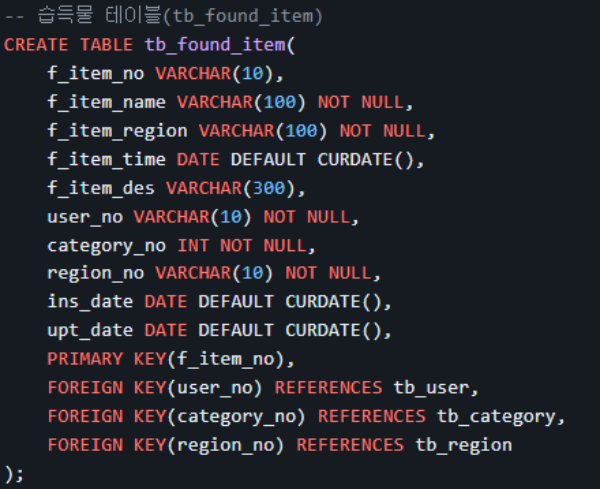 -- 습득물 테이블(tb_found_item)
CREATE TABLE tb_found_item(
    f_item_no VARCHAR(10),
    f_item_name VARCHAR(100) NOT NULL,
    f_item_region VARCHAR(100) NOT NULL,
    f_item_time DATE DEFAULT CURDATE(),
    f_item_des VARCHAR(300),
    user_no VARCHAR(10) NOT NULL,
    category_no INT NOT NULL,
    region_no VARCHAR(10) NOT NULL,
    ins_date DATE DEFAULT CURDATE(),
    upt_date DATE DEFAULT CURDATE(),
    PRIMARY KEY(f_item_no),
    FOREIGN KEY(user_no) REFERENCES tb_user,
    FOREIGN KEY(category_no) REFERENCES tb_category,
    FOREIGN KEY(region_no) REFERENCES tb_region
);